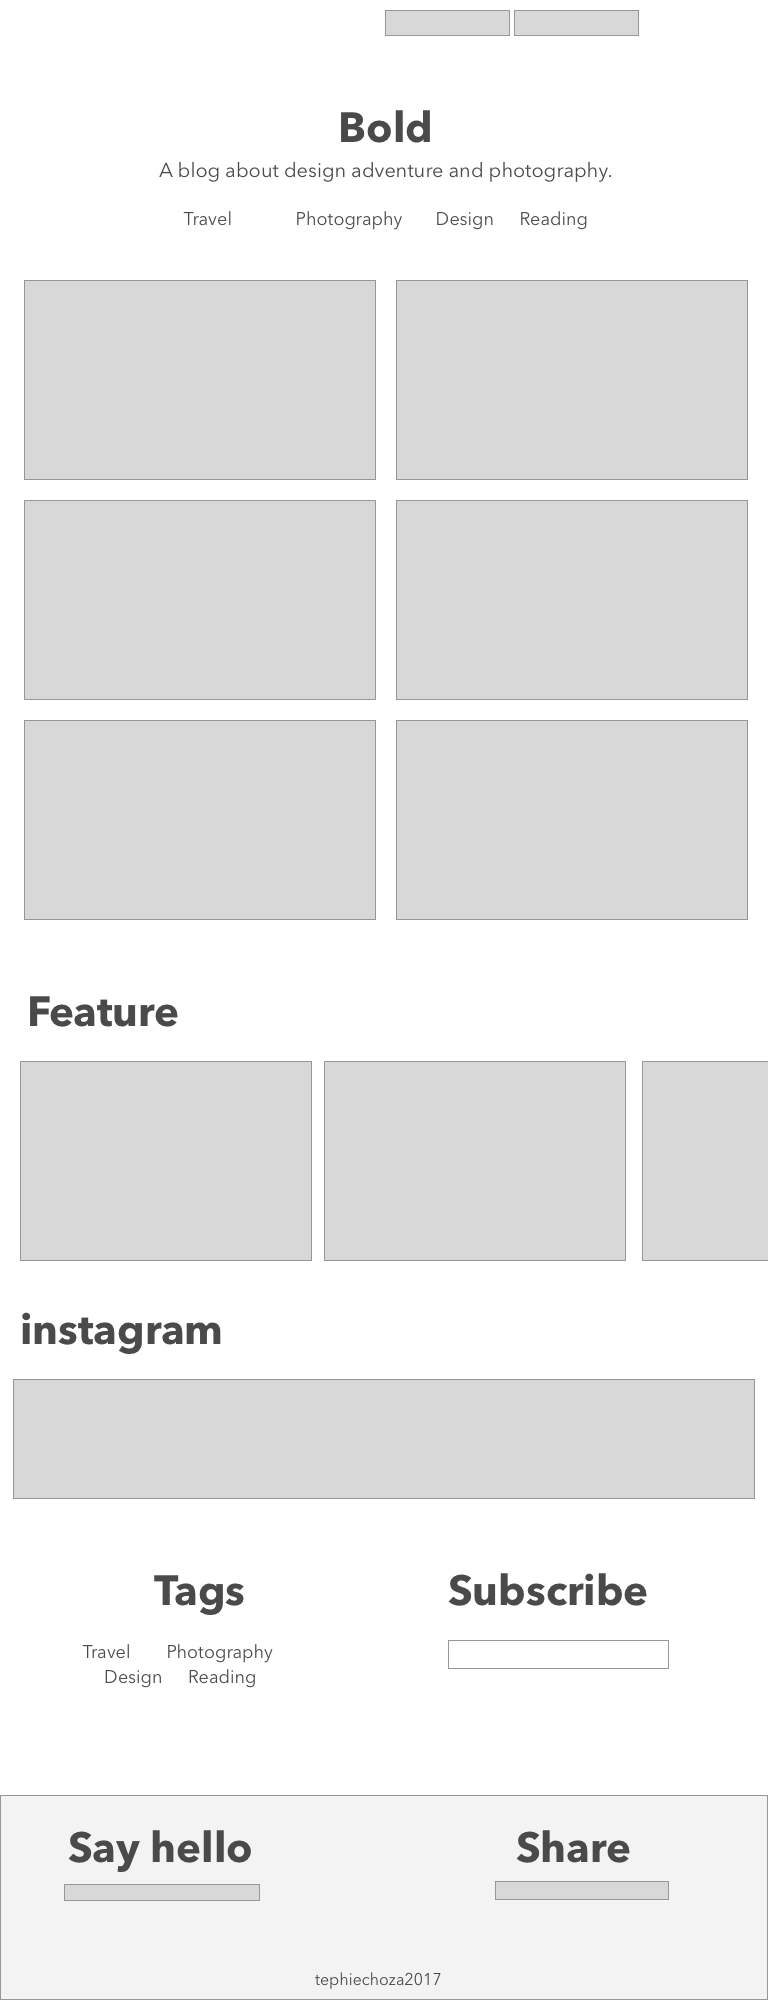 Bold
A blog about design adventure and photography.
Travel Photography Design Reading
Feature
instagram
Tags
Travel Photography
Design Reading
Subscribe
Say hello
Share
tephiechoza2017